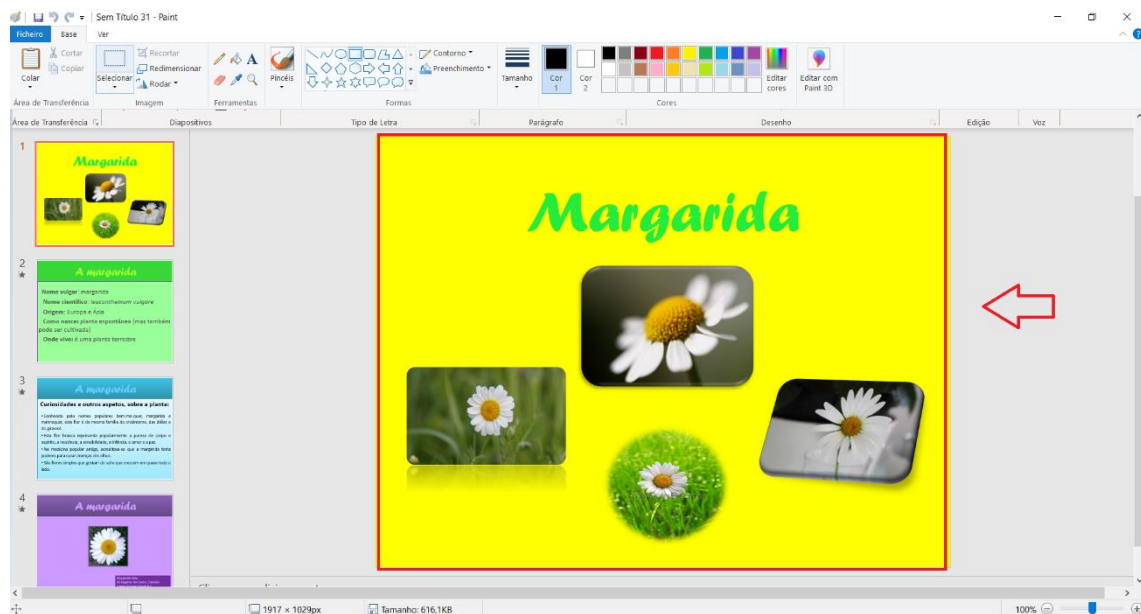 Sem Título 31 - Paint
Ficheiro Base Ver
Colar
Cortar
Copiar
Área de Transferência
Selecionar
Recortar
Redimensionar
Rodar
Imagem
A
Ferramentas
Pincéis
Contorno
Preenchimento
Formas
Tamanho
Cor 1
Cor 2
Editar cores
Cores
Editar com Paint 3D
Área de Transferência Diapositivos Tipo de Letra Parágrafo Desenho Edição Voz
1
Margarida
2
A margarida
Nome vulgar: margarida
Nome científico: leucanthemum vulgare
Origem: Europa e Ásia
Como nasce: planta espontânea (mas também
pode ser cultivada)
Onde vive: é uma planta terrestre
3
A margarida
Curiosidades e outros aspetos, sobre a planta:
4
A margarida
Margarida
1917 × 1029px
Tamanho: 616,1KB
100%